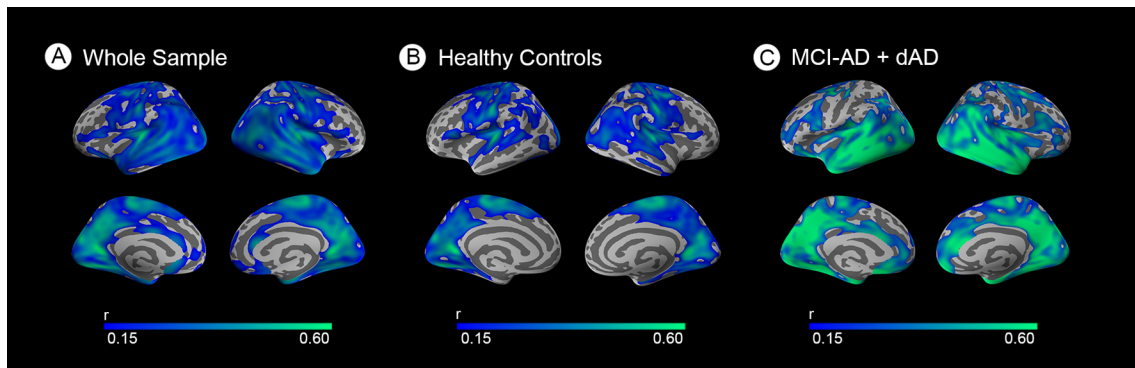 A Whole Sample
B Healthy Controls
C MCI-AD + dAD
r
0.15 0.60
r
0.15 0.60
r
0.15 0.60